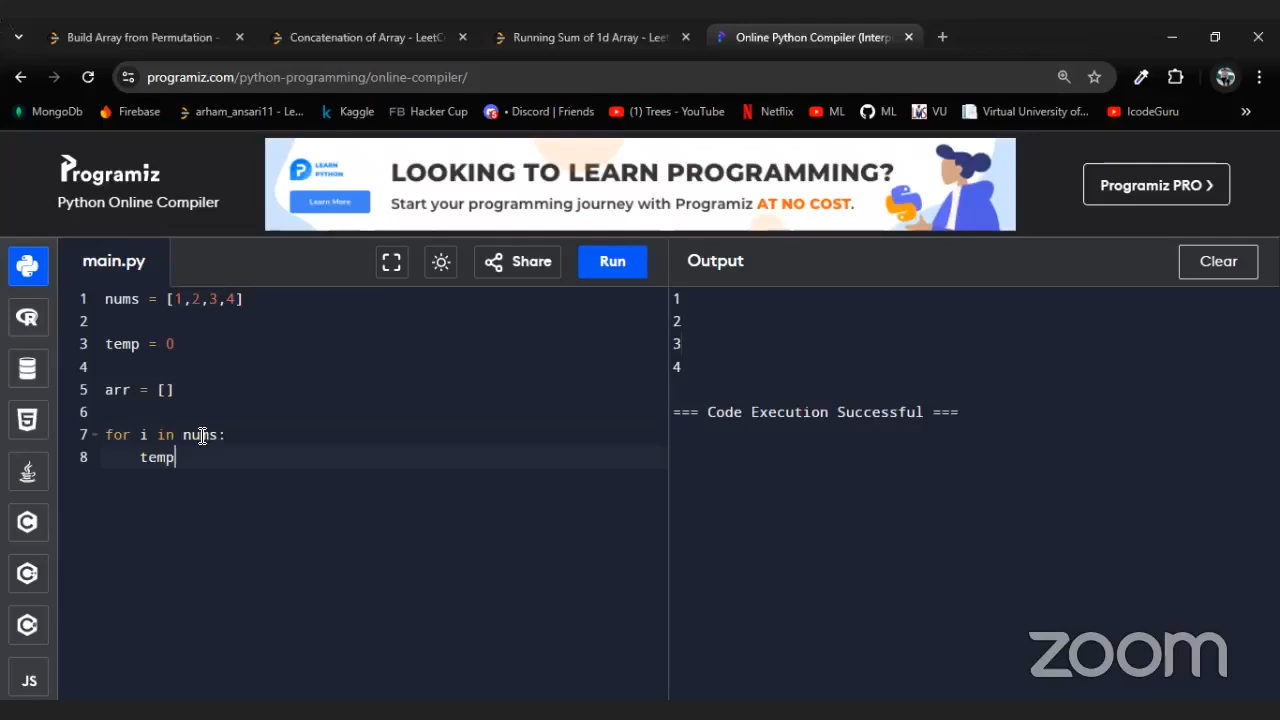 Build Array from Permutation -
Concatenation of Array - LeetC
Running Sum of 1d Array - Leet
Online Python Compiler (Interp
programiz.com/python-programming/online-compiler/
MongoDb
Firebase
arham_ansari11 - Le...
Kaggle
FB Hacker Cup
• Discord | Friends
(1) Trees - YouTube
Netflix
ML
ML
VU
Virtual University of...
IcodeGuru
»
Programiz
Python Online Compiler
LEARN PYTHON
Learn More
LOOKING TO LEARN PROGRAMMING?
Start your programming journey with Programiz AT NO COST.
Programiz PRO >
main.py
Share
Run
Output
Clear
1 nums = [1,2,3,4]
2
3 temp = 0
4
5 arr = []
6
7 for i in nums:
8 temp
1
2
3
4
=== Code Execution Successful ===
JS
zoom